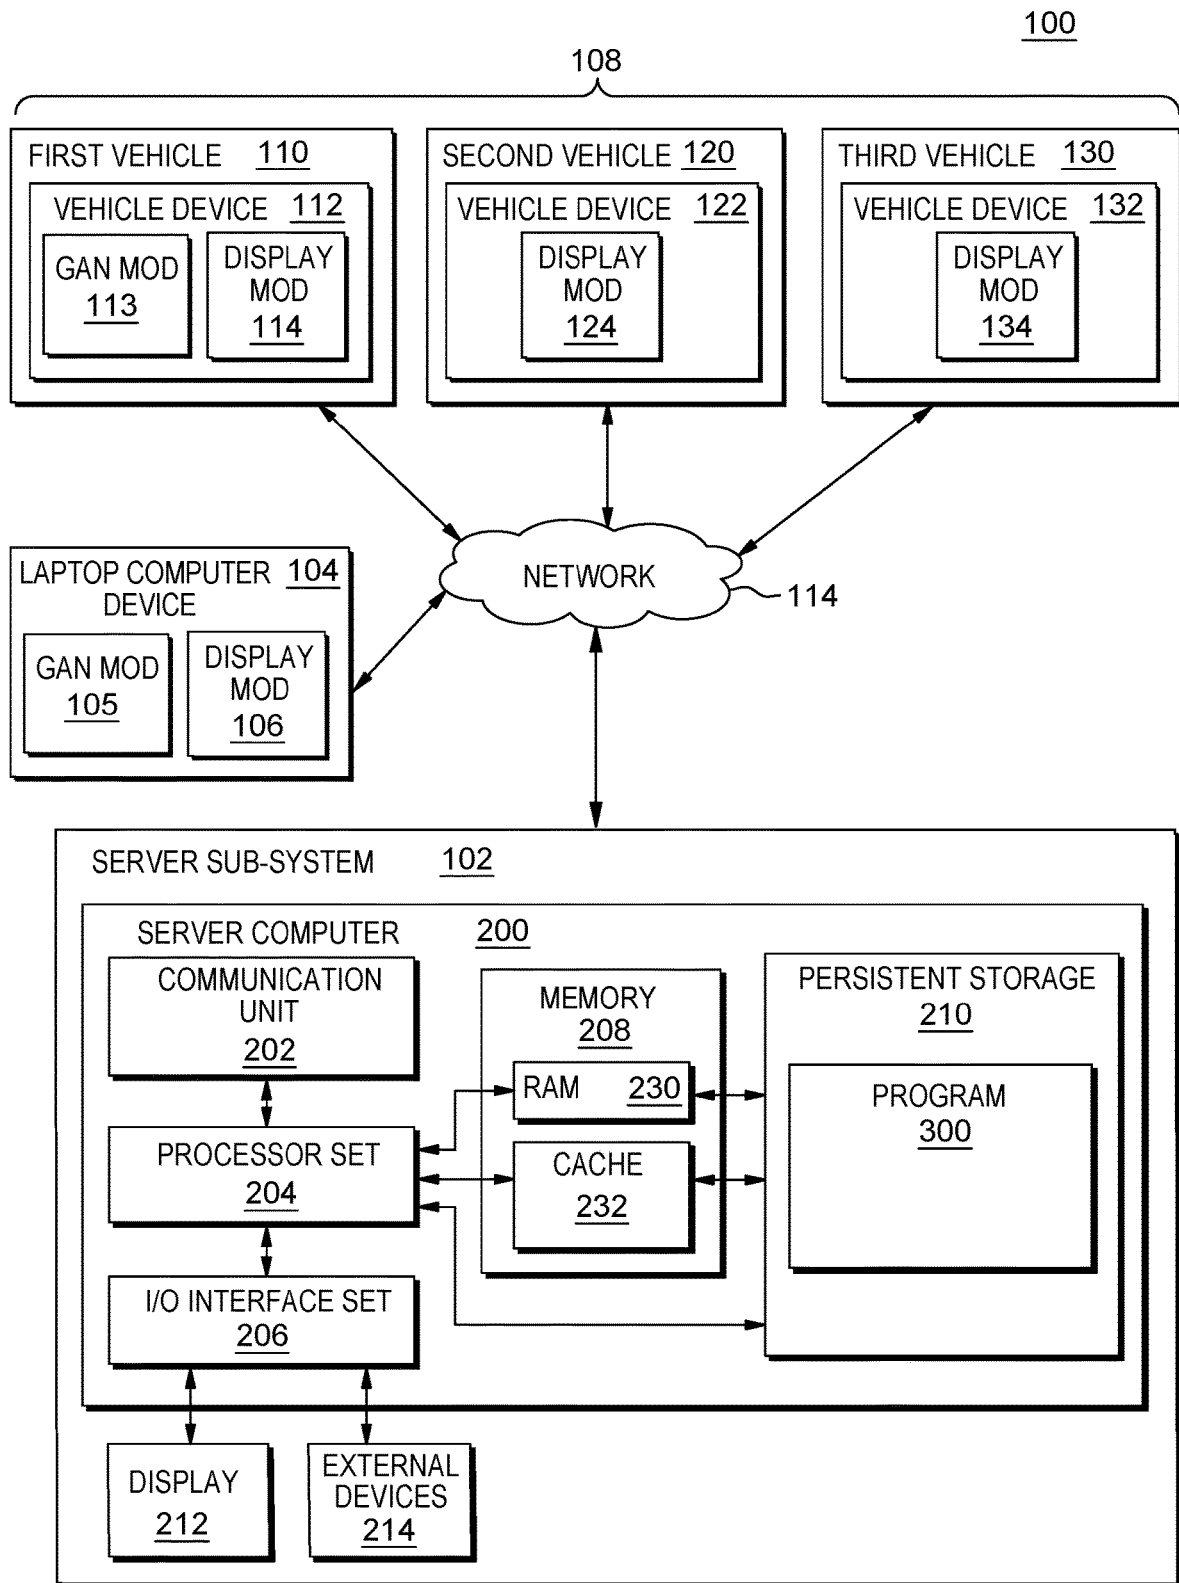 100
108
FIRST VEHICLE 110
VEHICLE DEVICE 112
GAN MOD
113
DISPLAY
MOD
114
SECOND VEHICLE 120
VEHICLE DEVICE 122
DISPLAY
MOD
124
THIRD VEHICLE 130
VEHICLE DEVICE 132
DISPLAY
MOD
134
NETWORK
114
LAPTOP COMPUTER 104
DEVICE
GAN MOD
105
DISPLAY
MOD
106
SERVER SUB-SYSTEM 102
SERVER COMPUTER 200
COMMUNICATION
UNIT
202
PROCESSOR SET
204
I/O INTERFACE SET
206
MEMORY
208
RAM 230
CACHE
232
PERSISTENT STORAGE
210
PROGRAM
300
DISPLAY
212
EXTERNAL
DEVICES
214